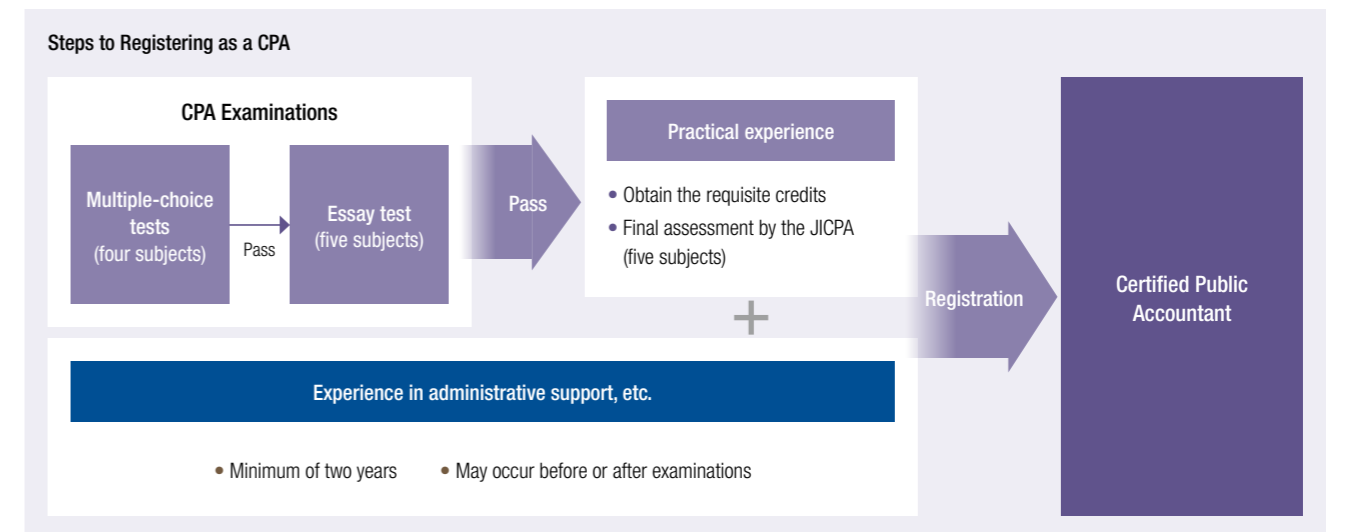 Steps to Registering as a CPA
CPA Examinations
Multiple-choice
tests
(four subjects)
Pass
Essay test
(five subjects)
Pass
Practical experience
• Obtain the requisite credits
• Final assessment by the JICPA
(five subjects)
+
Experience in administrative support, etc.
• Minimum of two years
• May occur before or after examinations
Registration
Certified Public
Accountant